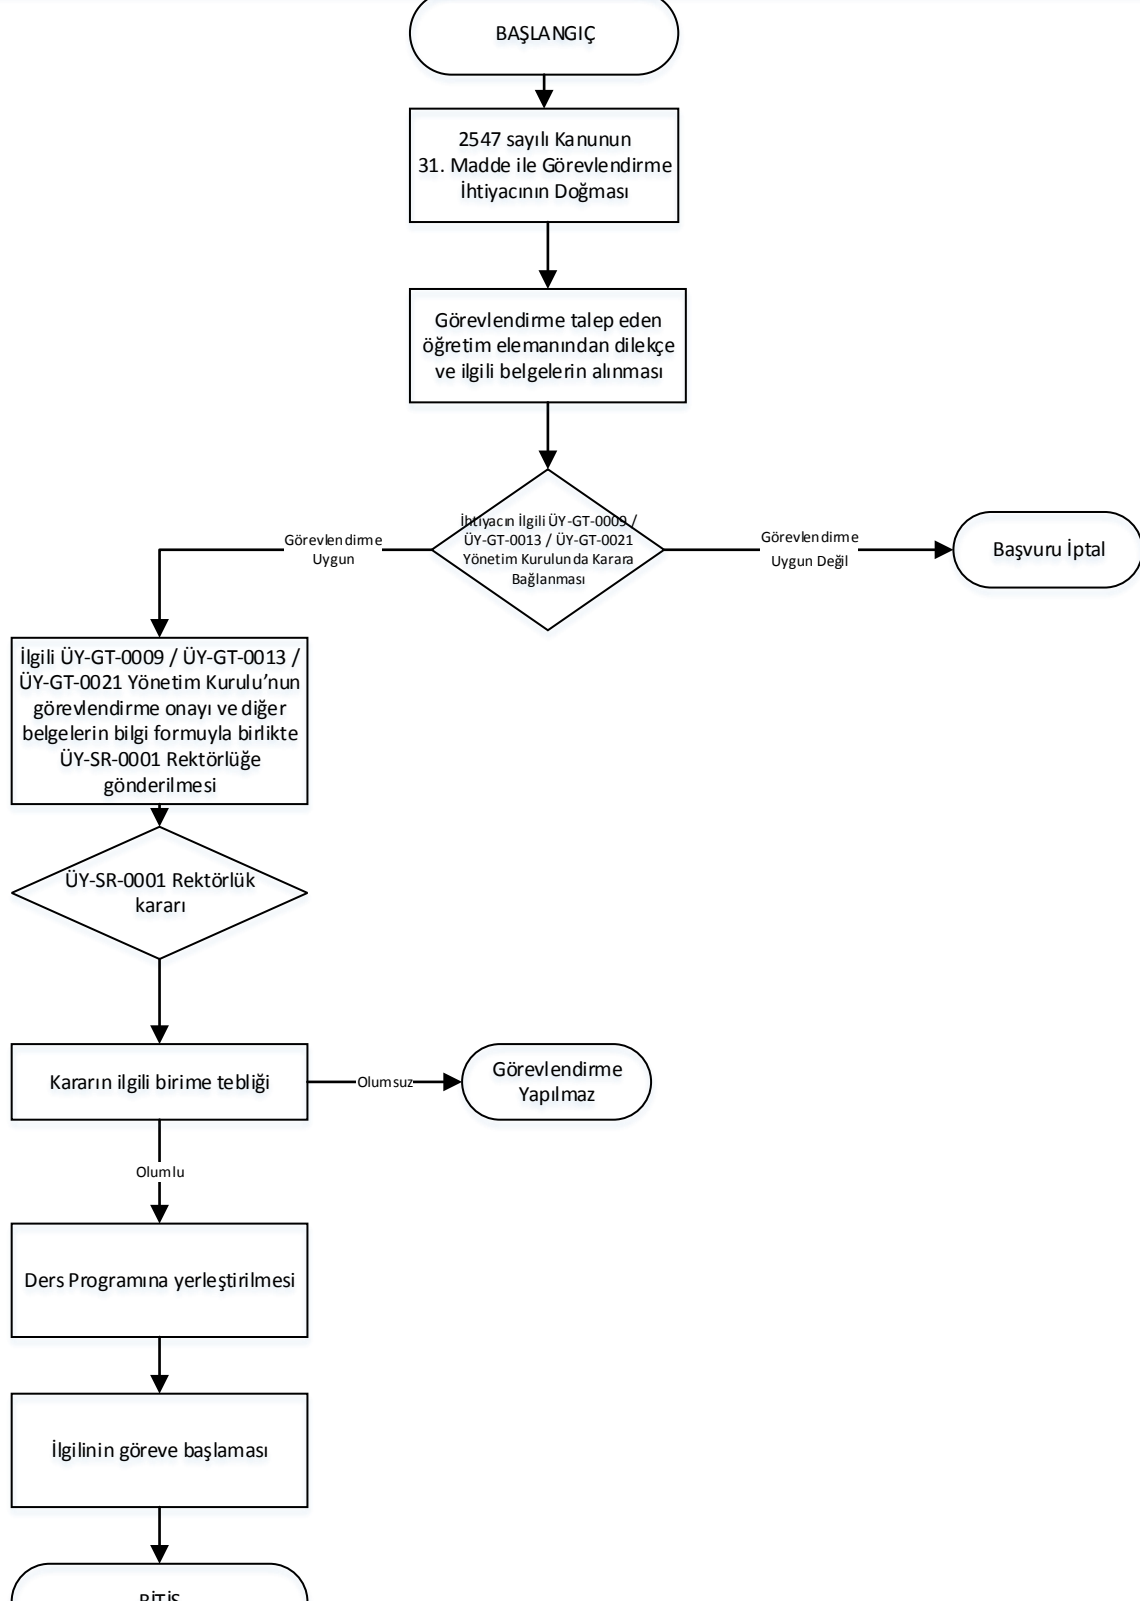 BAŞLANGIÇ
2547 sayılı Kanunun
31. Madde ile Görevlendirme
İhtiyacının Doğması
Görevlendirme talep eden
öğretim elemanından dilekçe
ve ilgili belgelerin alınması
İhtiyacın İlgili ÜY-GT-0009 /
ÜY-GT-0013 / ÜY-GT-0021
Yönetim Kurulunda Karara
Bağlanması
Görevlendirme
Uygun
Görevlendirme
Uygun Değil
Başvuru İptal
İlgili ÜY-GT-0009 / ÜY-GT-0013 /
ÜY-GT-0021 Yönetim Kurulu’nun
görevlendirme onayı ve diğer
belgelerin bilgi formuyla birlikte
ÜY-SR-0001 Rektörlüğe
gönderilmesi
ÜY-SR-0001 Rektörlük
kararı
Kararın ilgili birime tebliği
Olumsuz
Görevlendirme
Yapılmaz
Olumlu
Ders Programına yerleştirilmesi
İlgilinin göreve başlaması
BİTİŞ